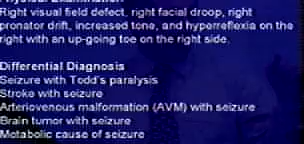 Physical Examination
Right visual field defect, right facial droop, right
pronator drift, increased tone, and hyperreflexia on the
right with an up-going toe on the right side.
Differential Diagnosis
Seizure with Todd's paralysis
Stroke with seizure
Arteriovenous malformation (AVM) with seizure
Brain tumor with seizure
Metabolic cause of seizure